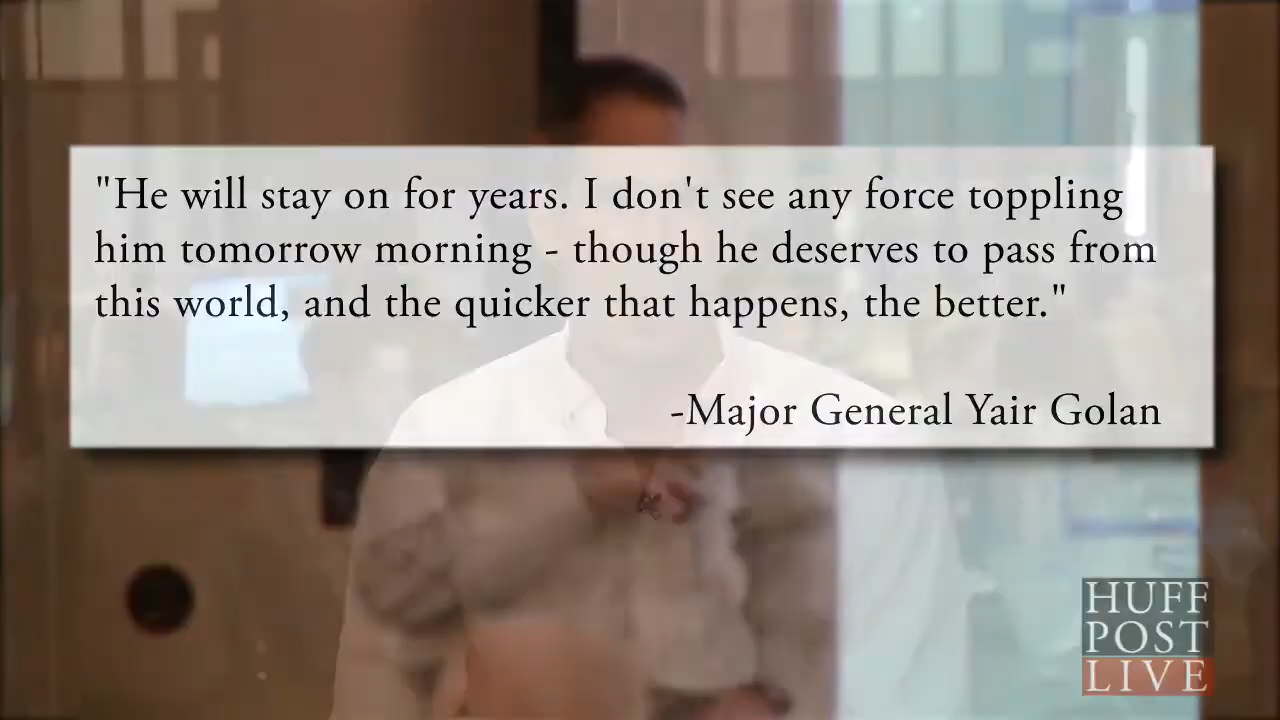 "He will stay on for years. I don't see any force toppling
him tomorrow morning - though he deserves to pass from
this world, and the quicker that happens, the better."
-Major General Yair Golan
HUFF
POST
LIVE